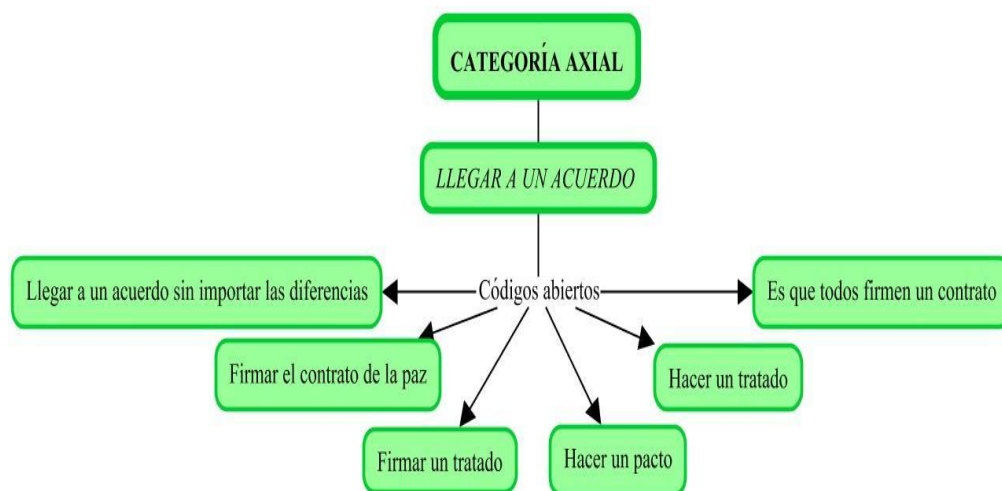 CATEGORÍA AXIAL
LLEGAR A UN ACUERDO
Llegar a un acuerdo sin importar las diferencias
Códigos abiertos
Es que todos firmen un contrato
Firmar el contrato de la paz
Hacer un tratado
Firmar un tratado
Hacer un pacto